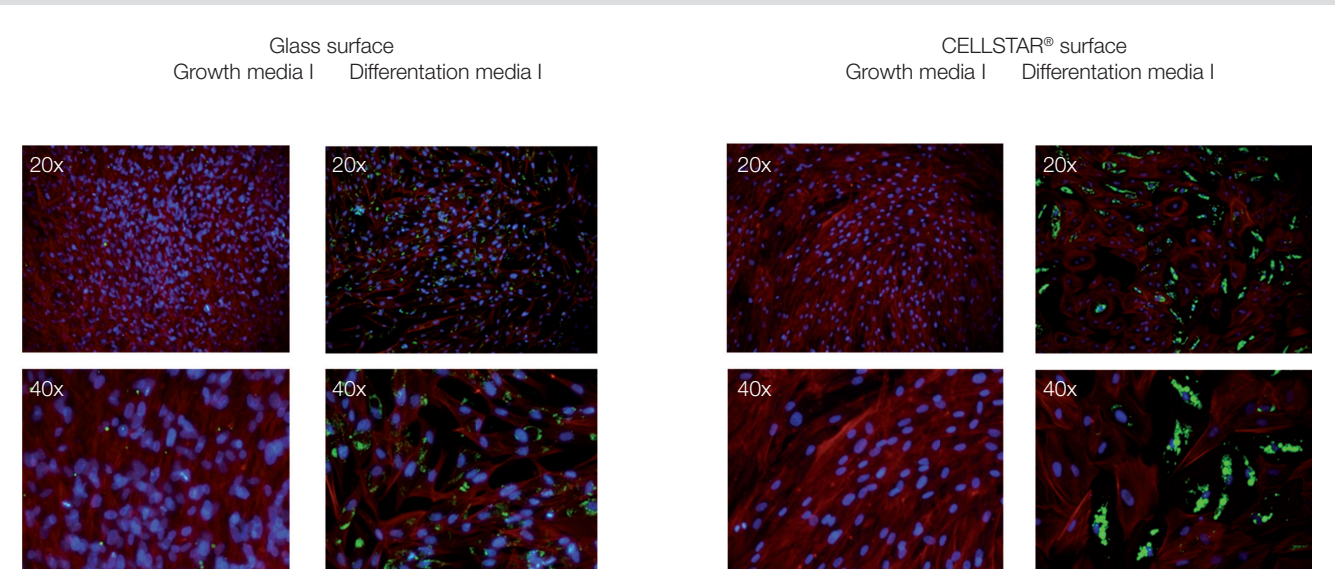 Glass surface
Growth media I Differentation media I
CELLSTAR® surface
Growth media I Differentation media I
20x
20x
20x
20x
40x
40x
40x
40x